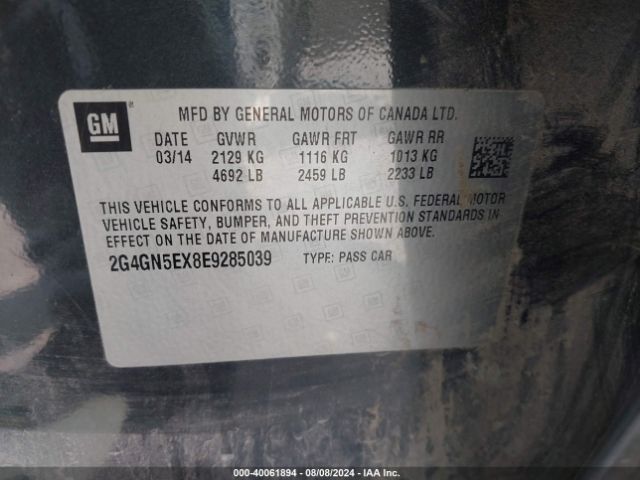 GM
MFD BY GENERAL MOTORS OF CANADA LTD.
DATE GVWR GAWR FRT GAWR RR
03/14 2129 KG 1116 KG 1013 KG
4692 LB 2459 LB 2233 LB
THIS VEHICLE CONFORMS TO ALL APPLICABLE U.S. FEDERAL MOTOR
VEHICLE SAFETY, BUMPER, AND THEFT PREVENTION STANDARDS IN
EFFECT ON THE DATE OF MANUFACTURE SHOWN ABOVE.
2G4GN5EX8E9285039 TYPE: PASS CAR
000-40061894 - 08/08/2024 - IAA Inc.